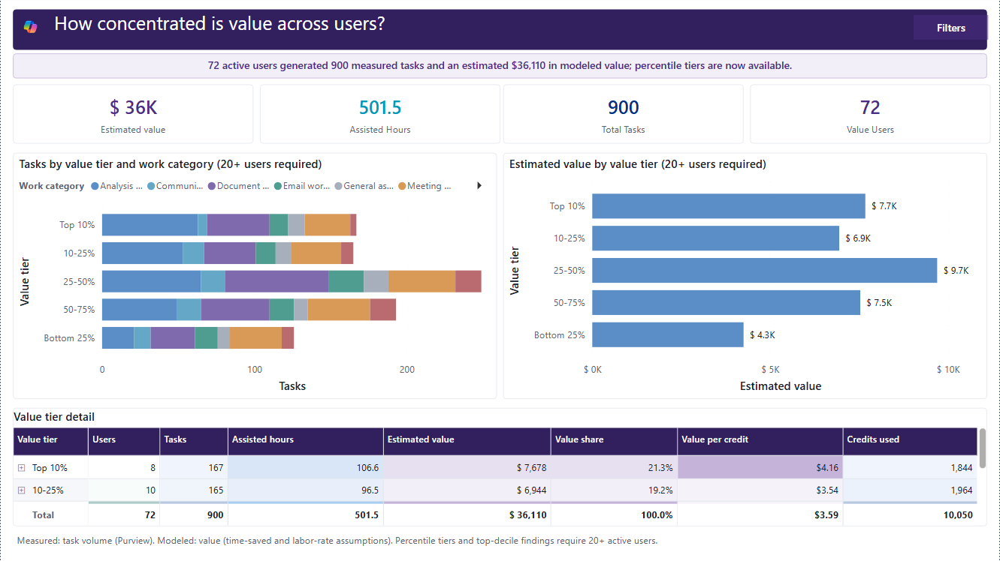 How concentrated is value across users?
Filters
72 active users generated 900 measured tasks and an estimated $36,110 in modeled value; percentile tiers are now available.
$ 36K
Estimated value
501.5
Assisted Hours
900
Total Tasks
72
Value Users
Tasks by value tier and work category (20+ users required)
Work category Analysis ... Communi... Document ... Email wor... General as... Meeting ...
Value tier
Top 10%
10-25%
25-50%
50-75%
Bottom 25%
0 100 200
Tasks
Estimated value by value tier (20+ users required)
Value tier
Top 10% $ 7.7K
10-25% $ 6.9K
25-50% $ 9.7K
50-75% $ 7.5K
Bottom 25% $ 4.3K
$ 0K $ 5K $ 10K
Estimated value
Value tier detail
Value tier Users Tasks Assisted hours Estimated value Value share Value per credit Credits used
Top 10% 8 167 106.6 $ 7,678 21.3% $4.16 1,844
10-25% 10 165 96.5 $ 6,944 19.2% $3.54 1,964
Total 72 900 501.5 $ 36,110 100.0% $3.59 10,050
Measured: task volume (Purview). Modeled: value (time-saved and labor-rate assumptions). Percentile tiers and top-decile findings require 20+ active users.